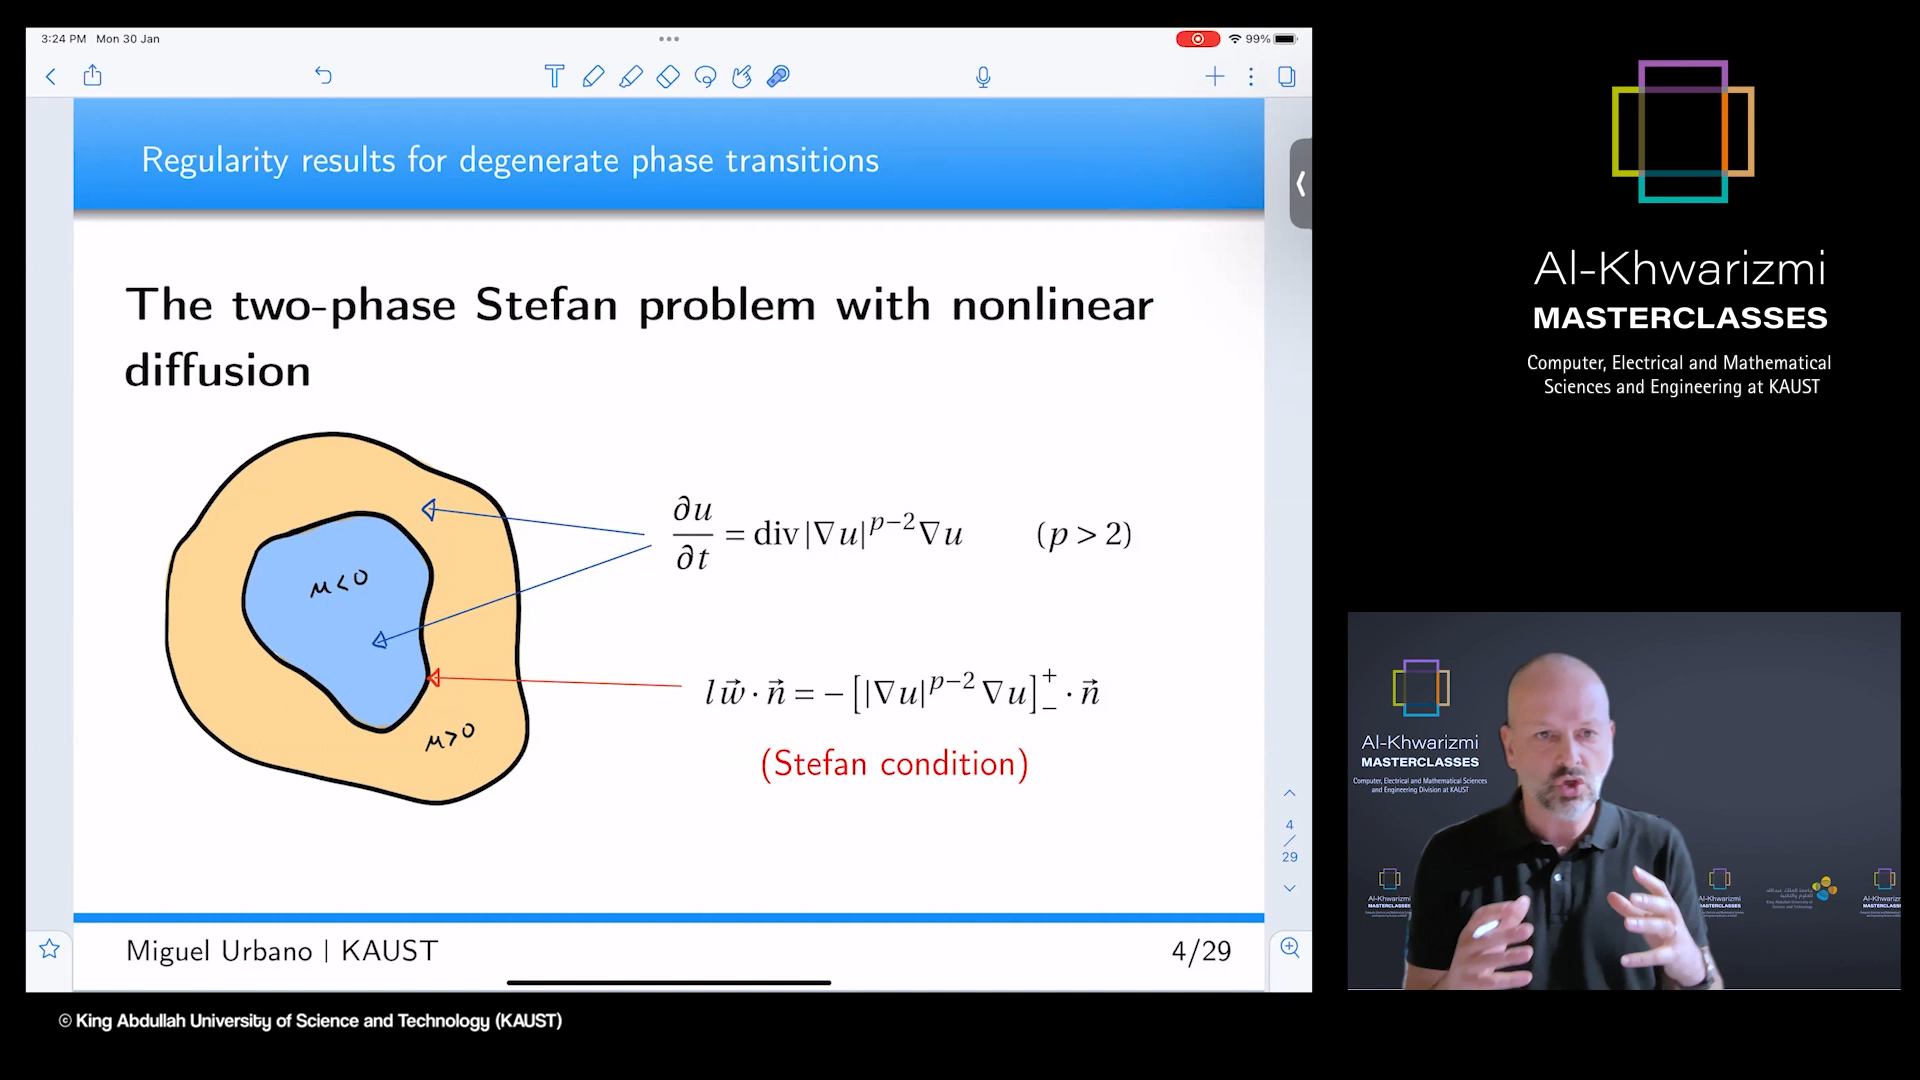 3:24 PM Mon 30 Jan
99%
Regularity results for degenerate phase transitions
The two-phase Stefan problem with nonlinear
diffusion
∂u/∂t = div|∇u|^{p−2}∇u (p > 2)
u<0
l w⃗ · n⃗ = −[|∇u|^{p−2}∇u]^+_− · n⃗
u>0
(Stefan condition)
4
/
29
Miguel Urbano | KAUST
4/29
© King Abdullah University of Science and Technology (KAUST)
Al-Khwarizmi
MASTERCLASSES
Computer, Electrical and Mathematical
Sciences and Engineering at KAUST
Al-Khwarizmi
MASTERCLASSES
Computer, Electrical and Mathematical Sciences
and Engineering Division at KAUST
Al-Khwarizmi
MASTERCLASSES
Al-Khwarizmi
MASTERCLASSES
Al-Khwariz
MASTERCLASS